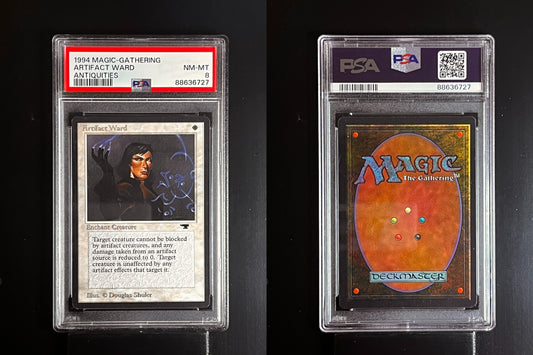 1994 MAGIC-GATHERING
ARTIFACT WARD NM-MT
ANTIQUITIES PSA 8
88636727
Artifact Ward
Enchant Creature
Target creature cannot be blocked
by artifact creatures, and any
damage taken from an artifact
source is reduced to 0. Target
creature is unaffected by any
artifact effects that target it.
Illus. © Douglas Shuler
PSA PSA
88636727
MAGIC
The Gathering
DECKMASTER